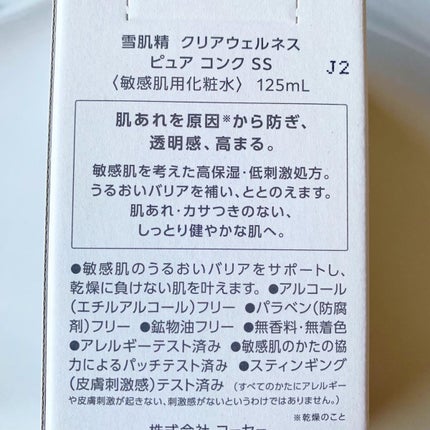 雪肌精 クリアウェルネス
ピュア コンク SS
J2
〈敏感肌用化粧水〉 125mL
肌あれを原因※から防ぎ、
透明感、高まる。
敏感肌を考えた高保湿・低刺激処方。
うるおいバリアを補い、ととのえます。
肌あれ・カサつきのない、
しっとり健やかな肌へ。
●敏感肌のうるおいバリアをサポートし、
乾燥に負けない肌を叶えます。●アルコール
(エチルアルコール)フリー ●パラベン(防腐
剤)フリー ●鉱物油フリー ●無香料・無着色
●アレルギーテスト済み ●敏感肌のかたの協
力によるパッチテスト済み ●スティンギング
(皮膚刺激感)テスト済み (すべてのかたにアレルギー
や皮膚刺激が起きない、刺激感がないというわけではありません。)
※乾燥のこと
株式会社 コーセー